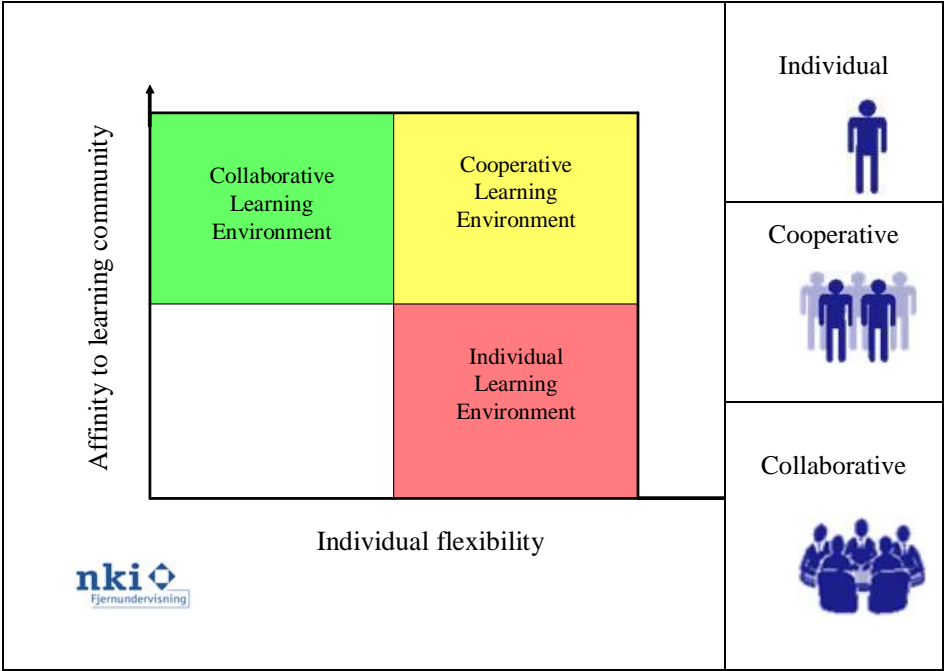 Affinity to learning community
Collaborative
Learning
Environment
Cooperative
Learning
Environment
Individual
Learning
Environment
Individual flexibility
nki
Fjernundervisning
Individual
Cooperative
Collaborative